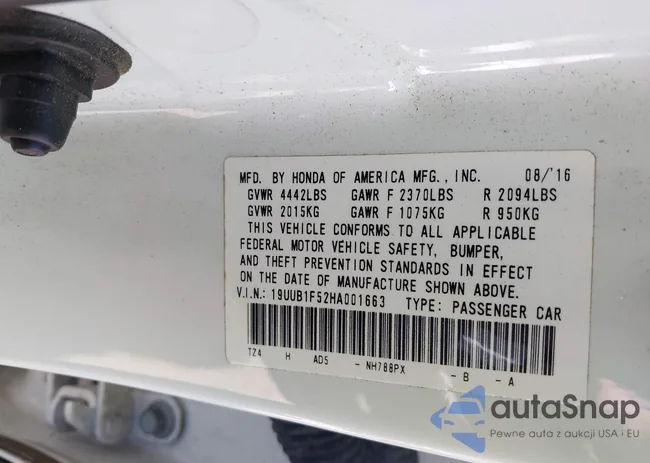 MFD. BY HONDA OF AMERICA MFG., INC. 08/'16
GVWR 4442LBS GAWR F 2370LBS R 2094LBS
GVWR 2015KG GAWR F 1075KG R 950KG
THIS VEHICLE CONFORMS TO ALL APPLICABLE
FEDERAL MOTOR VEHICLE SAFETY, BUMPER,
AND THEFT PREVENTION STANDARDS IN EFFECT
ON THE DATE OF MANUFACTURE SHOWN ABOVE.
V.I.N.: 19UUB1F52HA001663 TYPE: PASSENGER CAR
TZ4 H AD5 - NH788PX - B - A
autaSnap
Pewne auta z aukcji USA i EU